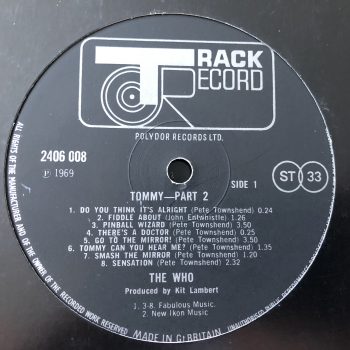 TRACK
RECORD
POLYDOR RECORDS LTD.
2406 008
℗ 1969
SIDE 1
ST 33
TOMMY—PART 2
1. DO YOU THINK IT'S ALRIGHT (Pete Townshend) 0.24
2. FIDDLE ABOUT (John Entwistle) 1.26
3. PINBALL WIZARD (Pete Townshend) 3.50
4. THERE'S A DOCTOR (Pete Townshend) 0.25
5. GO TO THE MIRROR! (Pete Townshend) 3.50
6. TOMMY CAN YOU HEAR ME? (Pete Townshend) 1.35
7. SMASH THE MIRROR (Pete Townshend) 1.20
8. SENSATION (Pete Townshend) 2.32
THE WHO
Produced by Kit Lambert
1. 3-8. Fabulous Music.
2. New Ikon Music
ALL RIGHTS OF THE MANUFACTURER AND OF THE OWNER OF THE RECORDED WORK RESERVED
MADE IN Gt BRITAIN
UNAUTHORISED PUBLIC